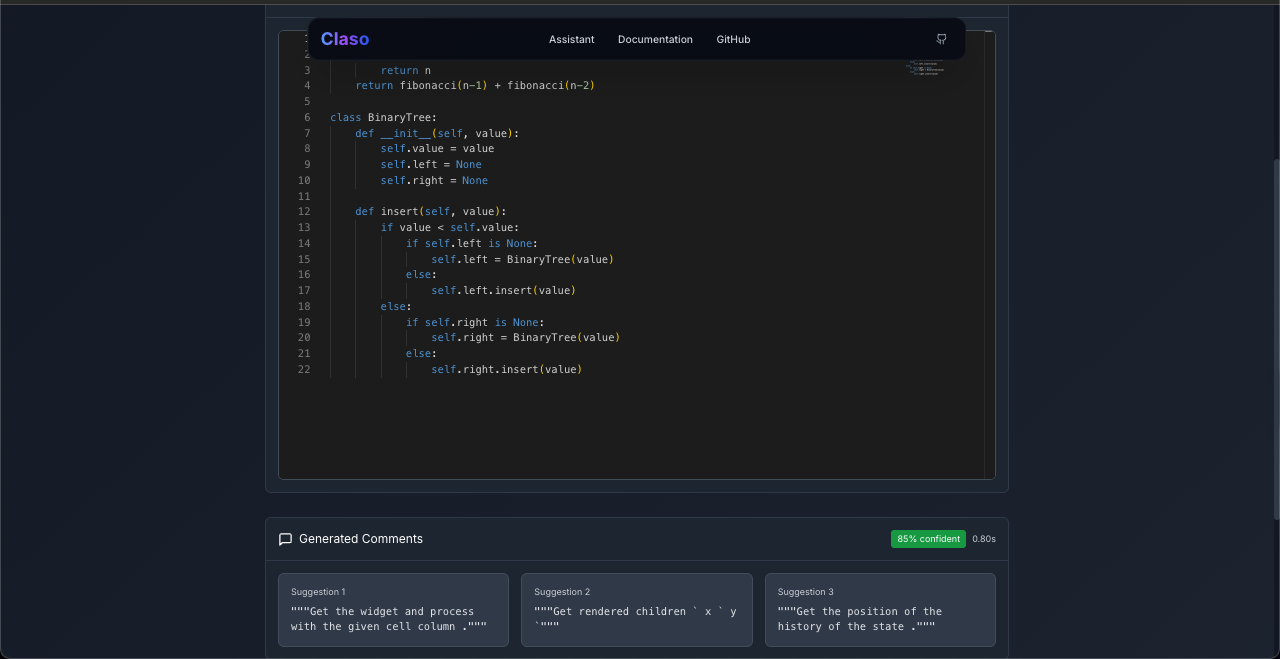 Claso
Assistant
Documentation
GitHub
1
2
3 return n
4 return fibonacci(n-1) + fibonacci(n-2)
5
6 class BinaryTree:
7 def __init__(self, value):
8 self.value = value
9 self.left = None
10 self.right = None
11
12 def insert(self, value):
13 if value < self.value:
14 if self.left is None:
15 self.left = BinaryTree(value)
16 else:
17 self.left.insert(value)
18 else:
19 if self.right is None:
20 self.right = BinaryTree(value)
21 else:
22 self.right.insert(value)
Generated Comments
85% confident
0.80s
Suggestion 1
"""Get the widget and process
with the given cell column ."""
Suggestion 2
"""Get rendered children ` x ` y
`"""
Suggestion 3
"""Get the position of the
history of the state ."""